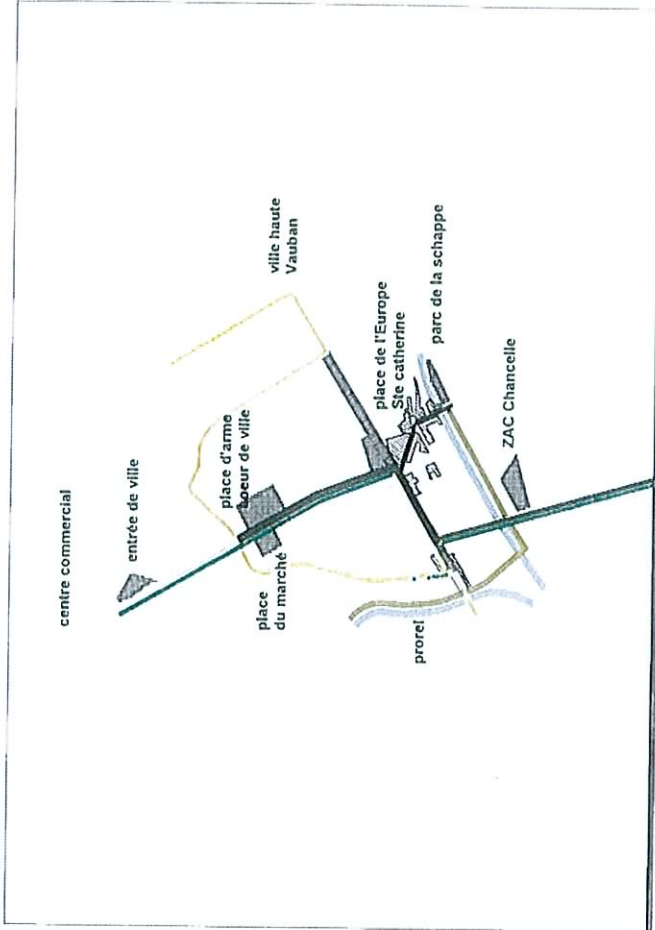 centre commercial
entrée de ville
place d'arme
coeur de ville
place
du marché
ville haute
Vauban
prorel
place de l'Europe
Ste catherine
parc de la schappe
ZAC Chancelle